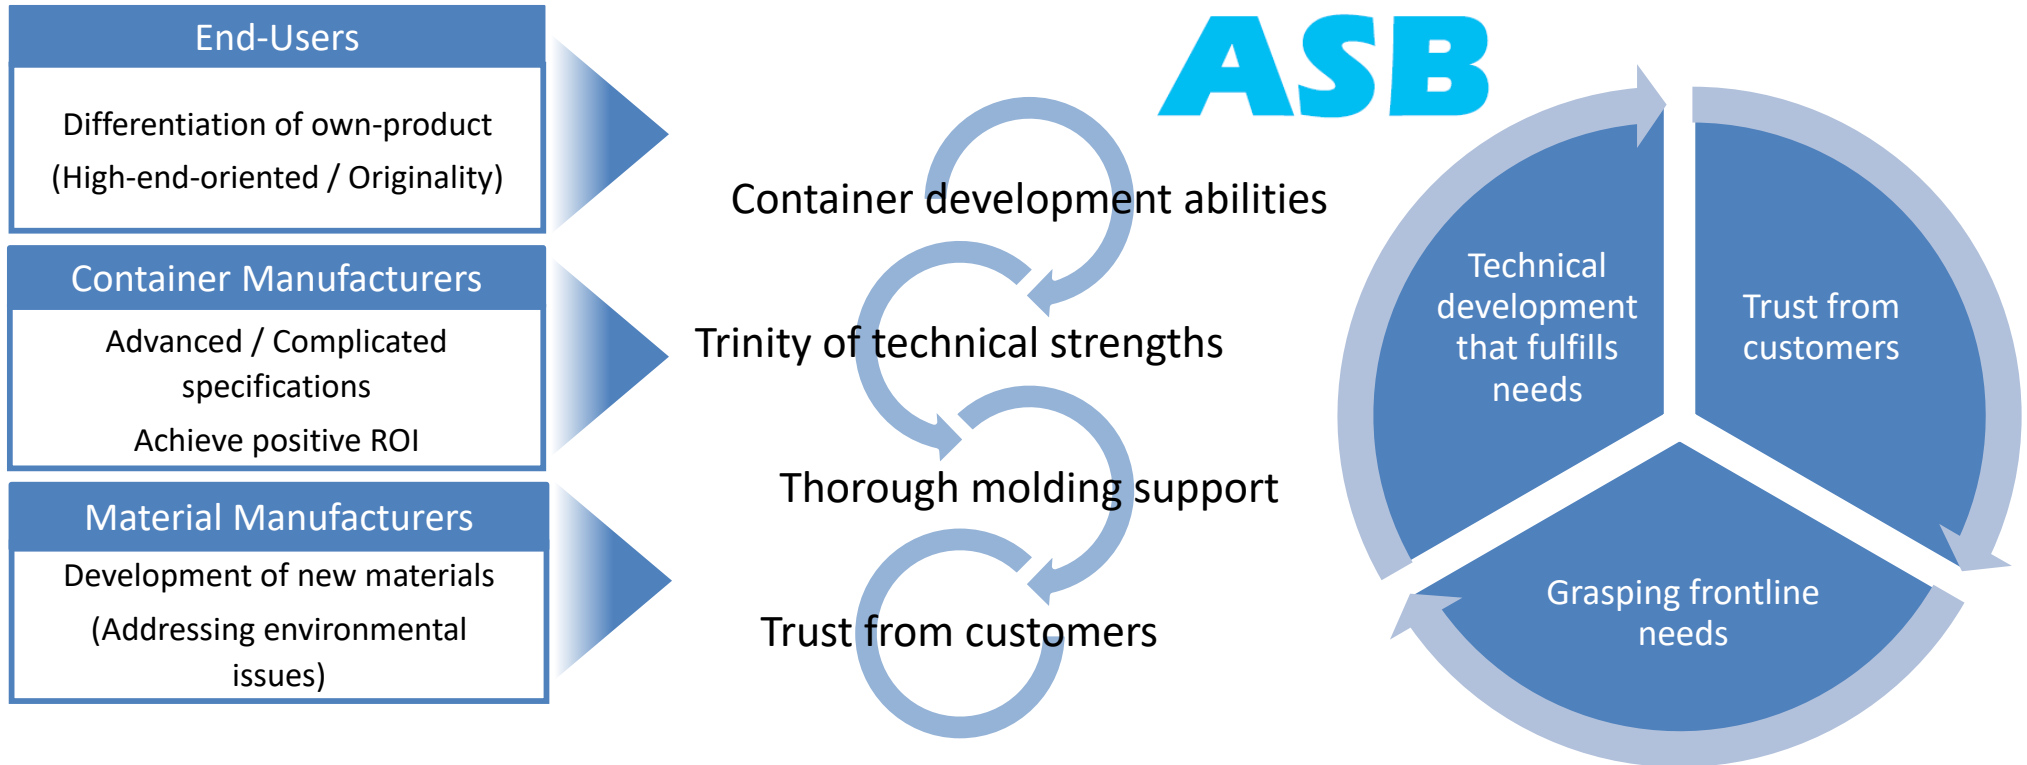 End-Users
Differentiation of own-product
(High-end-oriented / Originality)
Container Manufacturers
Advanced / Complicated
specifications
Achieve positive ROI
Material Manufacturers
Development of new materials
(Addressing environmental
issues)
ASB
Container development abilities
Trinity of technical strengths
Thorough molding support
Trust from customers
Technical
development
that fulfills
needs
Trust from
customers
Grasping frontline
needs